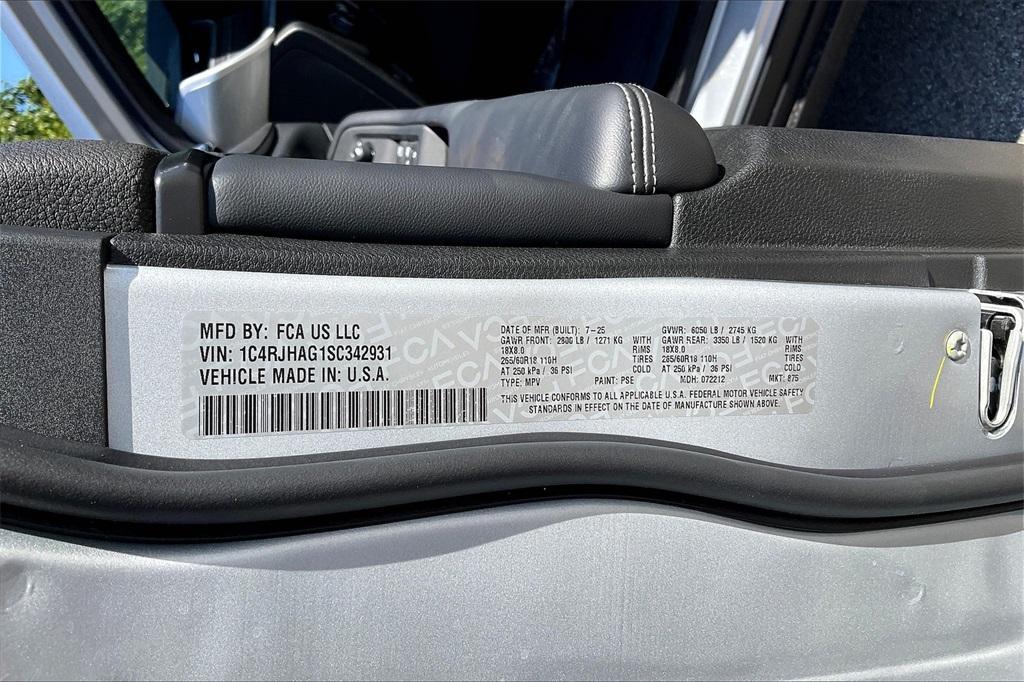 MFD BY: FCA US LLC
VIN: 1C4RJHAG1SC342931
VEHICLE MADE IN: U.S.A.
DATE OF MFR (BUILT): 7-25 GVWR: 6050 LB / 2745 KG
GAWR FRONT: 2800 LB / 1271 KG WITH GAWR REAR: 3350 LB / 1520 KG WITH
18X8.0 RIMS 18X8.0 RIMS
265/60R18 110H TIRES 265/60R18 110H TIRES
AT 250 kPa / 36 PSI COLD AT 250 kPa / 36 PSI COLD
TYPE: MPV PAINT: PSE MDH: 072212 MKT: 875
THIS VEHICLE CONFORMS TO ALL APPLICABLE U.S.A. FEDERAL MOTOR VEHICLE SAFETY
STANDARDS IN EFFECT ON THE DATE OF MANUFACTURE SHOWN ABOVE.